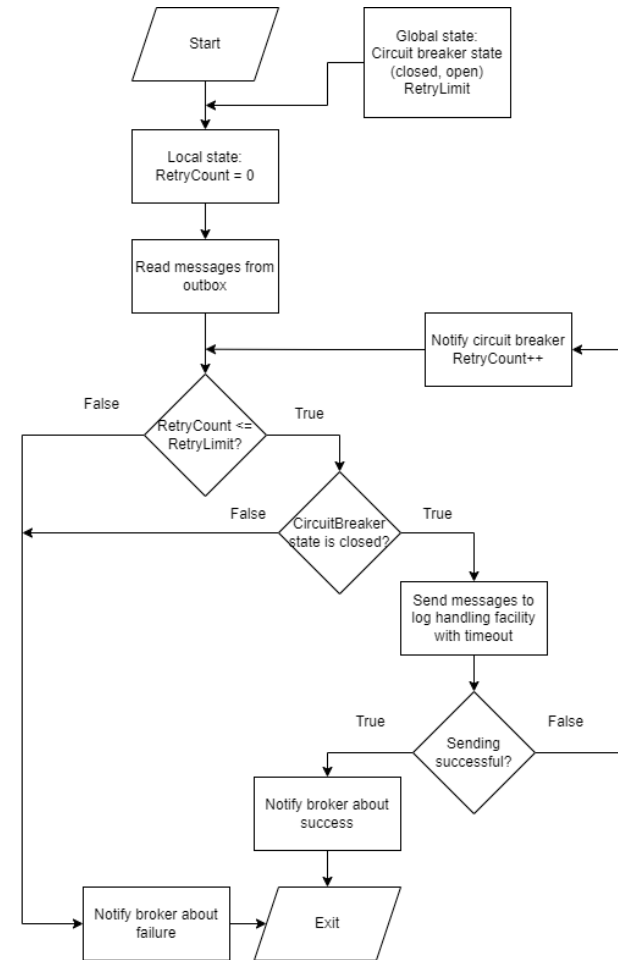 Start
Global state:
Circuit breaker state
(closed, open)
RetryLimit
Local state:
RetryCount = 0
Read messages from
outbox
Notify circuit breaker
RetryCount++
False
RetryCount <=
RetryLimit?
True
False
CircuitBreaker
state is closed?
True
Send messages to
log handling facility
with timeout
True
Sending
successful?
False
Notify broker about
success
Notify broker about
failure
Exit